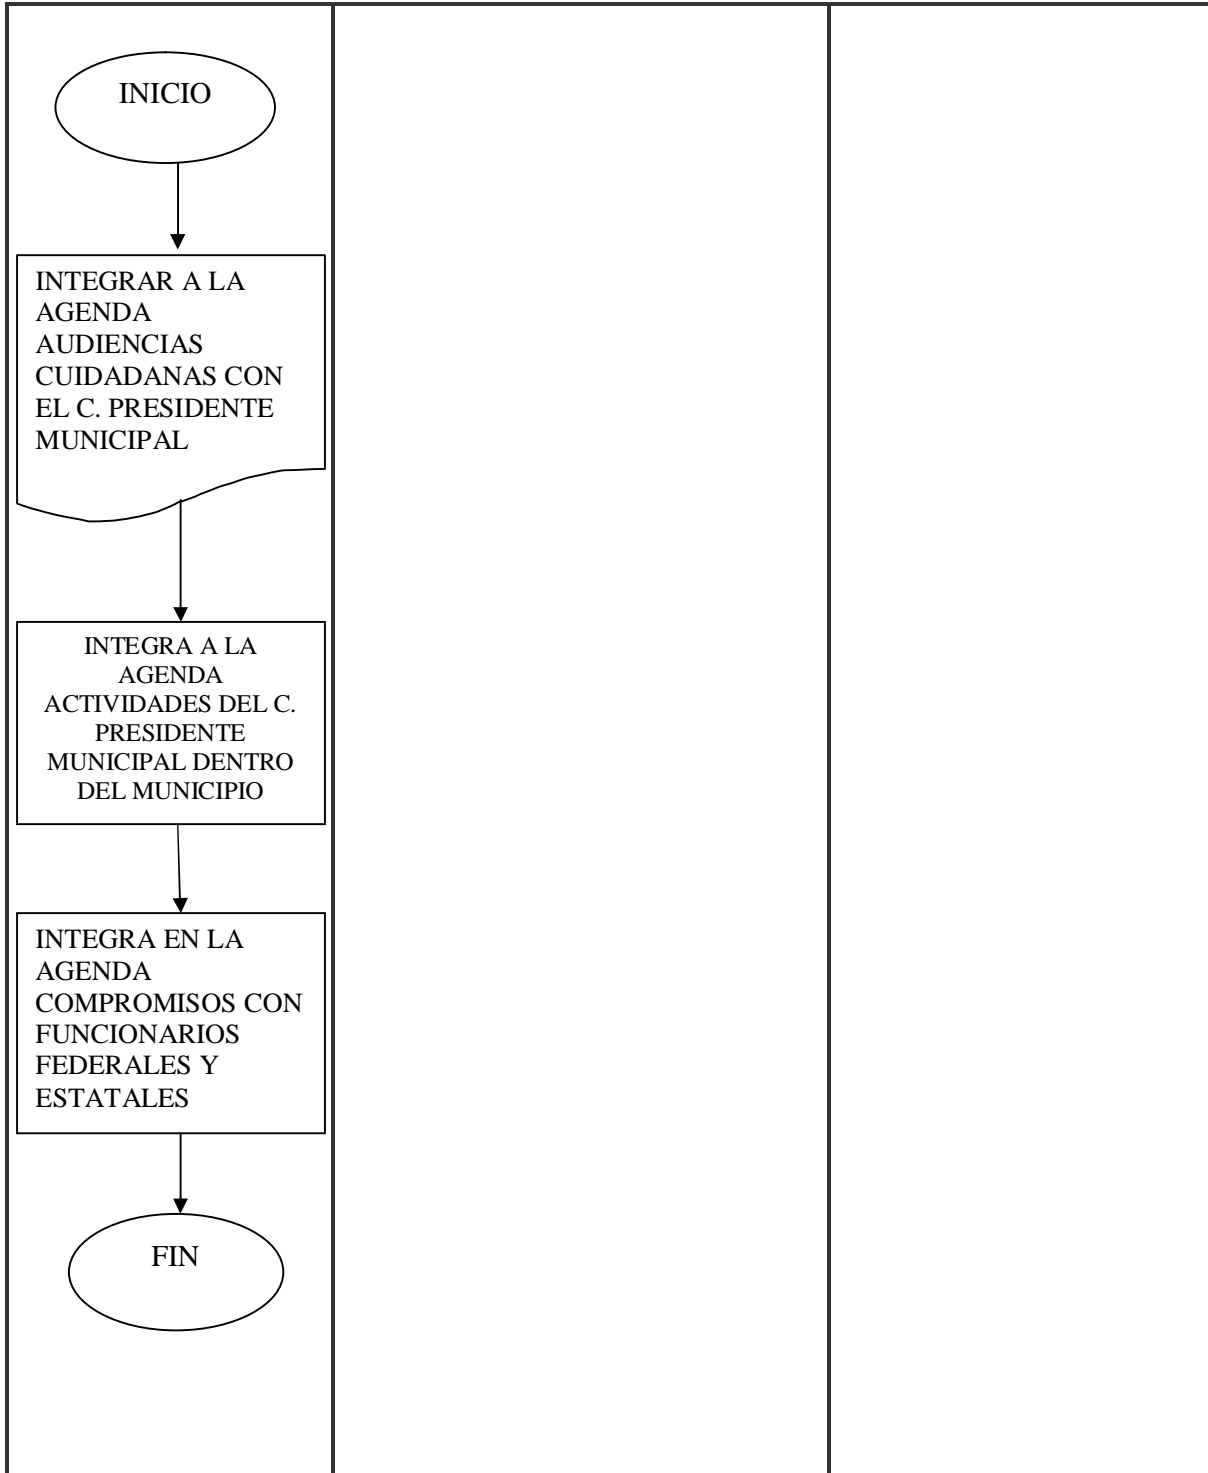 INICIO
INTEGRAR A LA
AGENDA
AUDIENCIAS
CUIDADANAS CON
EL C. PRESIDENTE
MUNICIPAL
INTEGRA A LA
AGENDA
ACTIVIDADES DEL C.
PRESIDENTE
MUNICIPAL DENTRO
DEL MUNICIPIO
INTEGRA EN LA
AGENDA
COMPROMISOS CON
FUNCIONARIOS
FEDERALES Y
ESTATALES
FIN